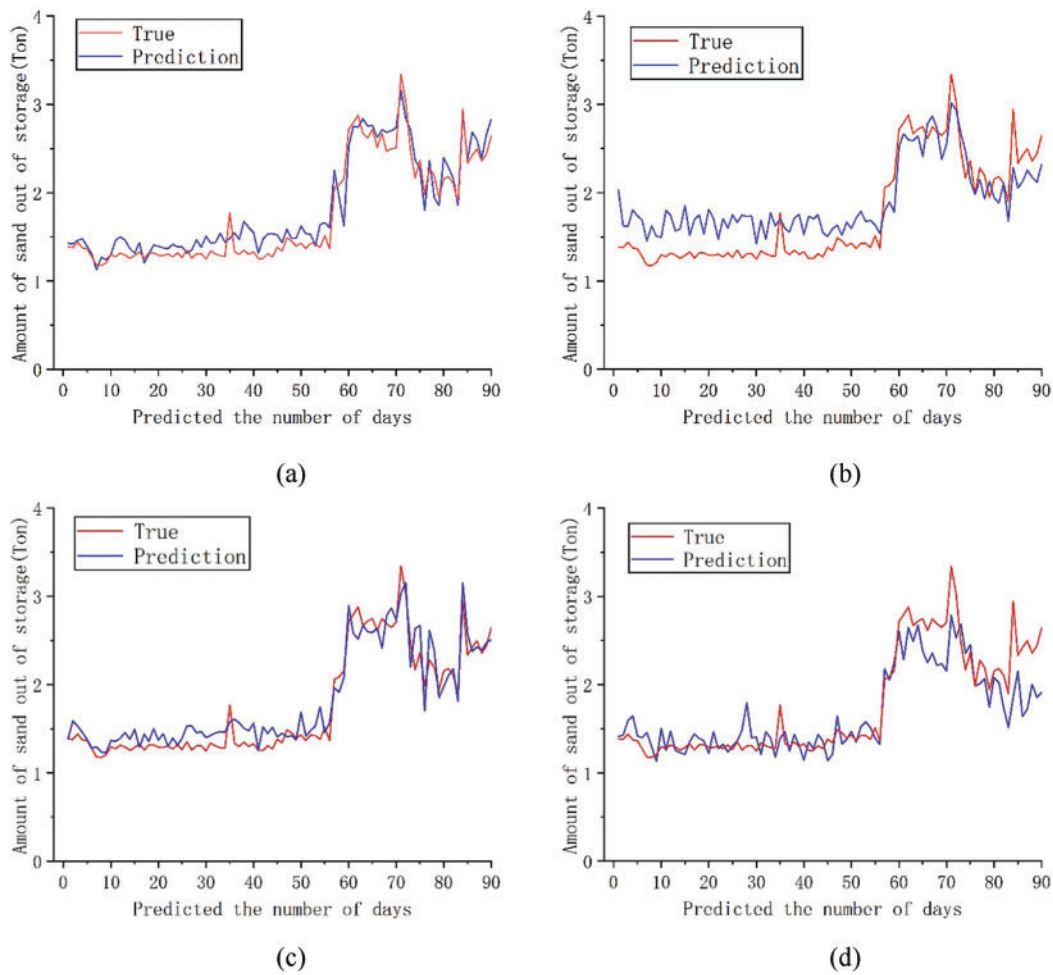 4
3
2
1
0
Amount of sand out of storage(Ton)
True
Prediction
0 10 20 30 40 50 60 70 80 90
Predicted the number of days
(a)
4
3
2
1
0
Amount of sand out of storage(Ton)
True
Prediction
0 10 20 30 40 50 60 70 80 90
Predicted the number of days
(b)
4
3
2
1
0
Amount of sand out of storage(Ton)
True
Prediction
0 10 20 30 40 50 60 70 80 90
Predicted the number of days
(c)
4
3
2
1
0
Amount of sand out of storage(Ton)
True
Prediction
0 10 20 30 40 50 60 70 80 90
Predicted the number of days
(d)